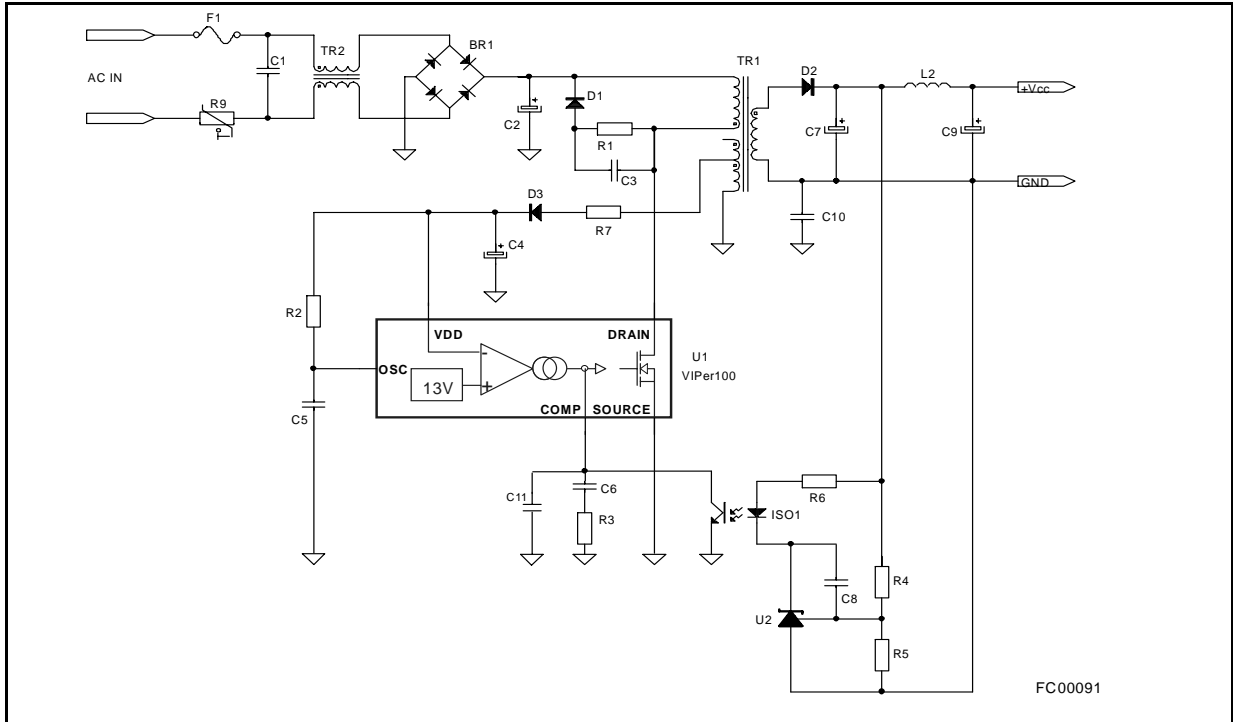 F1
TR2
BR1
C1
AC IN
R9
T°
C2
D1
R1
C3
TR1
D2
L2
+Vcc
C7
C9
GND
C10
D3
R7
C4
R2
VDD
DRAIN
OSC
13V
- 
+
COMP SOURCE
U1
VIPer100
C5
C11
C6
R3
R6
ISO1
C8
R4
U2
R5
FC00091